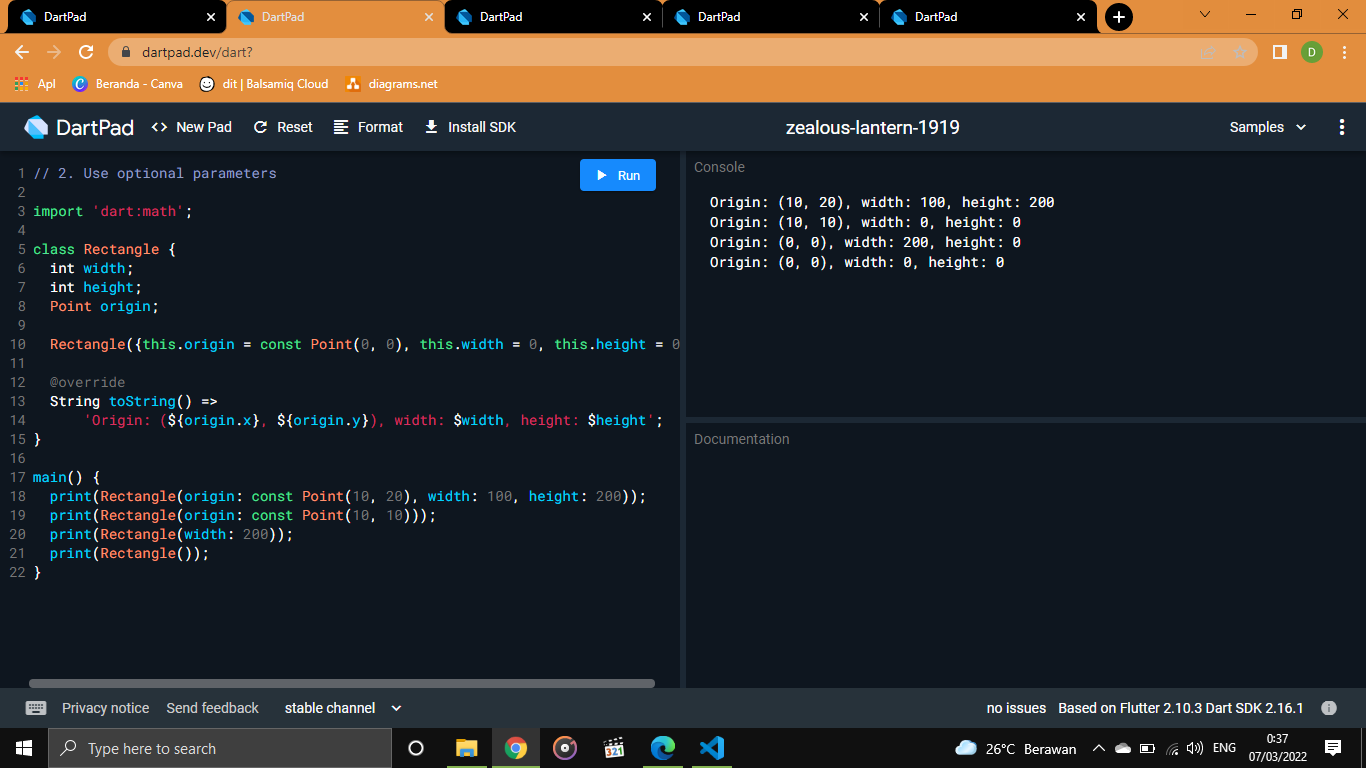 DartPad
DartPad
DartPad
DartPad
DartPad
dartpad.dev/dart?
D
Apl
Beranda - Canva
dit | Balsamiq Cloud
diagrams.net
DartPad
<> New Pad
Reset
Format
Install SDK
zealous-lantern-1919
Samples
1 // 2. Use optional parameters
2
3 import 'dart:math';
4
5 class Rectangle {
6   int width;
7   int height;
8   Point origin;
9
10   Rectangle({this.origin = const Point(0, 0), this.width = 0, this.height = 0
11
12   @override
13   String toString() =>
14       'Origin: (${origin.x}, ${origin.y}), width: $width, height: $height';
15 }
16
17 main() {
18   print(Rectangle(origin: const Point(10, 20), width: 100, height: 200));
19   print(Rectangle(origin: const Point(10, 10)));
20   print(Rectangle(width: 200));
21   print(Rectangle());
22 }
Run
Console
Origin: (10, 20), width: 100, height: 200
Origin: (10, 10), width: 0, height: 0
Origin: (0, 0), width: 200, height: 0
Origin: (0, 0), width: 0, height: 0
Documentation
Privacy notice
Send feedback
stable channel
no issues
Based on Flutter 2.10.3 Dart SDK 2.16.1
Type here to search
321
26°C Berawan
ENG
0:37
07/03/2022